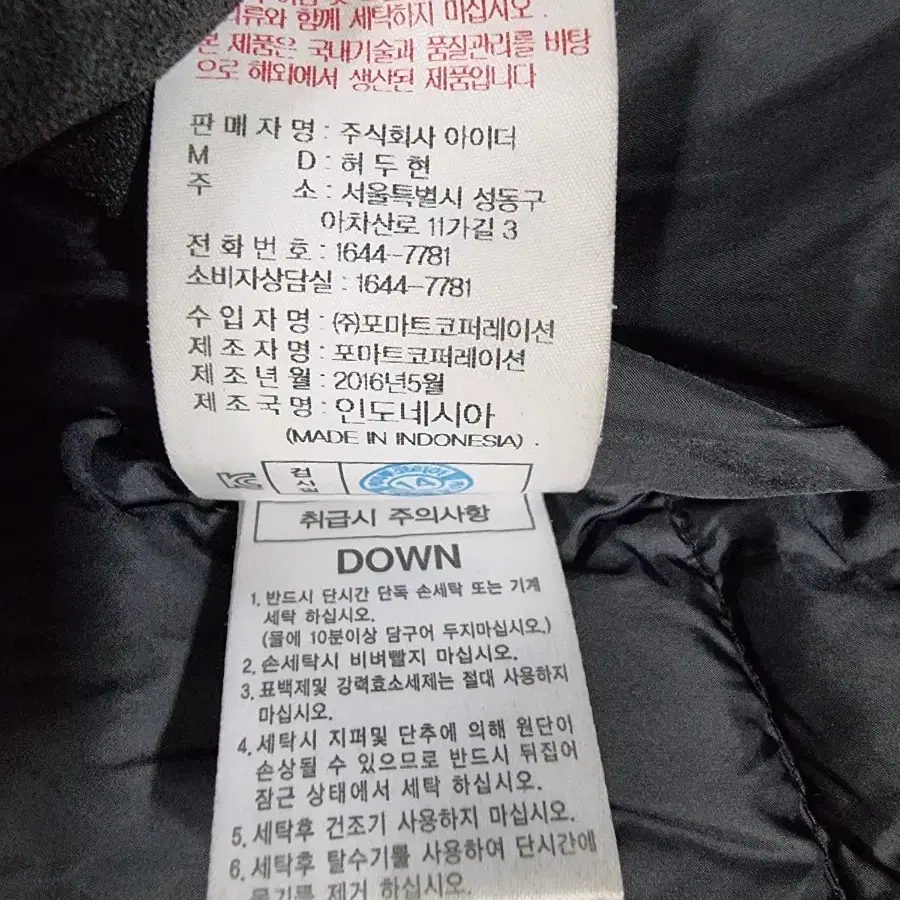 함께 세탁하지 마십시오.
본 제품은 국내기술과 품질관리를 바탕
으로 해외에서 생산된 제품입니다
판매자명 : 주식회사 아이더
M D : 허두현
주 소 : 서울특별시 성동구
아차산로 11가길 3
전화번호 : 1644-7781
소비자상담실 : 1644-7781
수입자명 : ㈜포마트코퍼레이션
제조자명 : 포마트코퍼레이션
제조년월 : 2016년5월
제조국명 : 인도네시아
(MADE IN INDONESIA) .
14
취급시 주의사항
DOWN
1. 반드시 단시간 단독 손세탁 또는 기계
세탁 하십시오.
(물에 10분이상 담구어 두지마십시오.)
2. 손세탁시 비벼빨지 마십시오.
3. 표백제및 강력효소세제는 절대 사용하지
마십시오.
4. 세탁시 지퍼및 단추에 의해 원단이
손상될 수 있으므로 반드시 뒤집어
잠근 상태에서 세탁 하십시오.
5. 세탁후 건조기 사용하지 마십시오.
6. 세탁후 탈수기를 사용하여 단시간에
물기를 제거 하십시오.